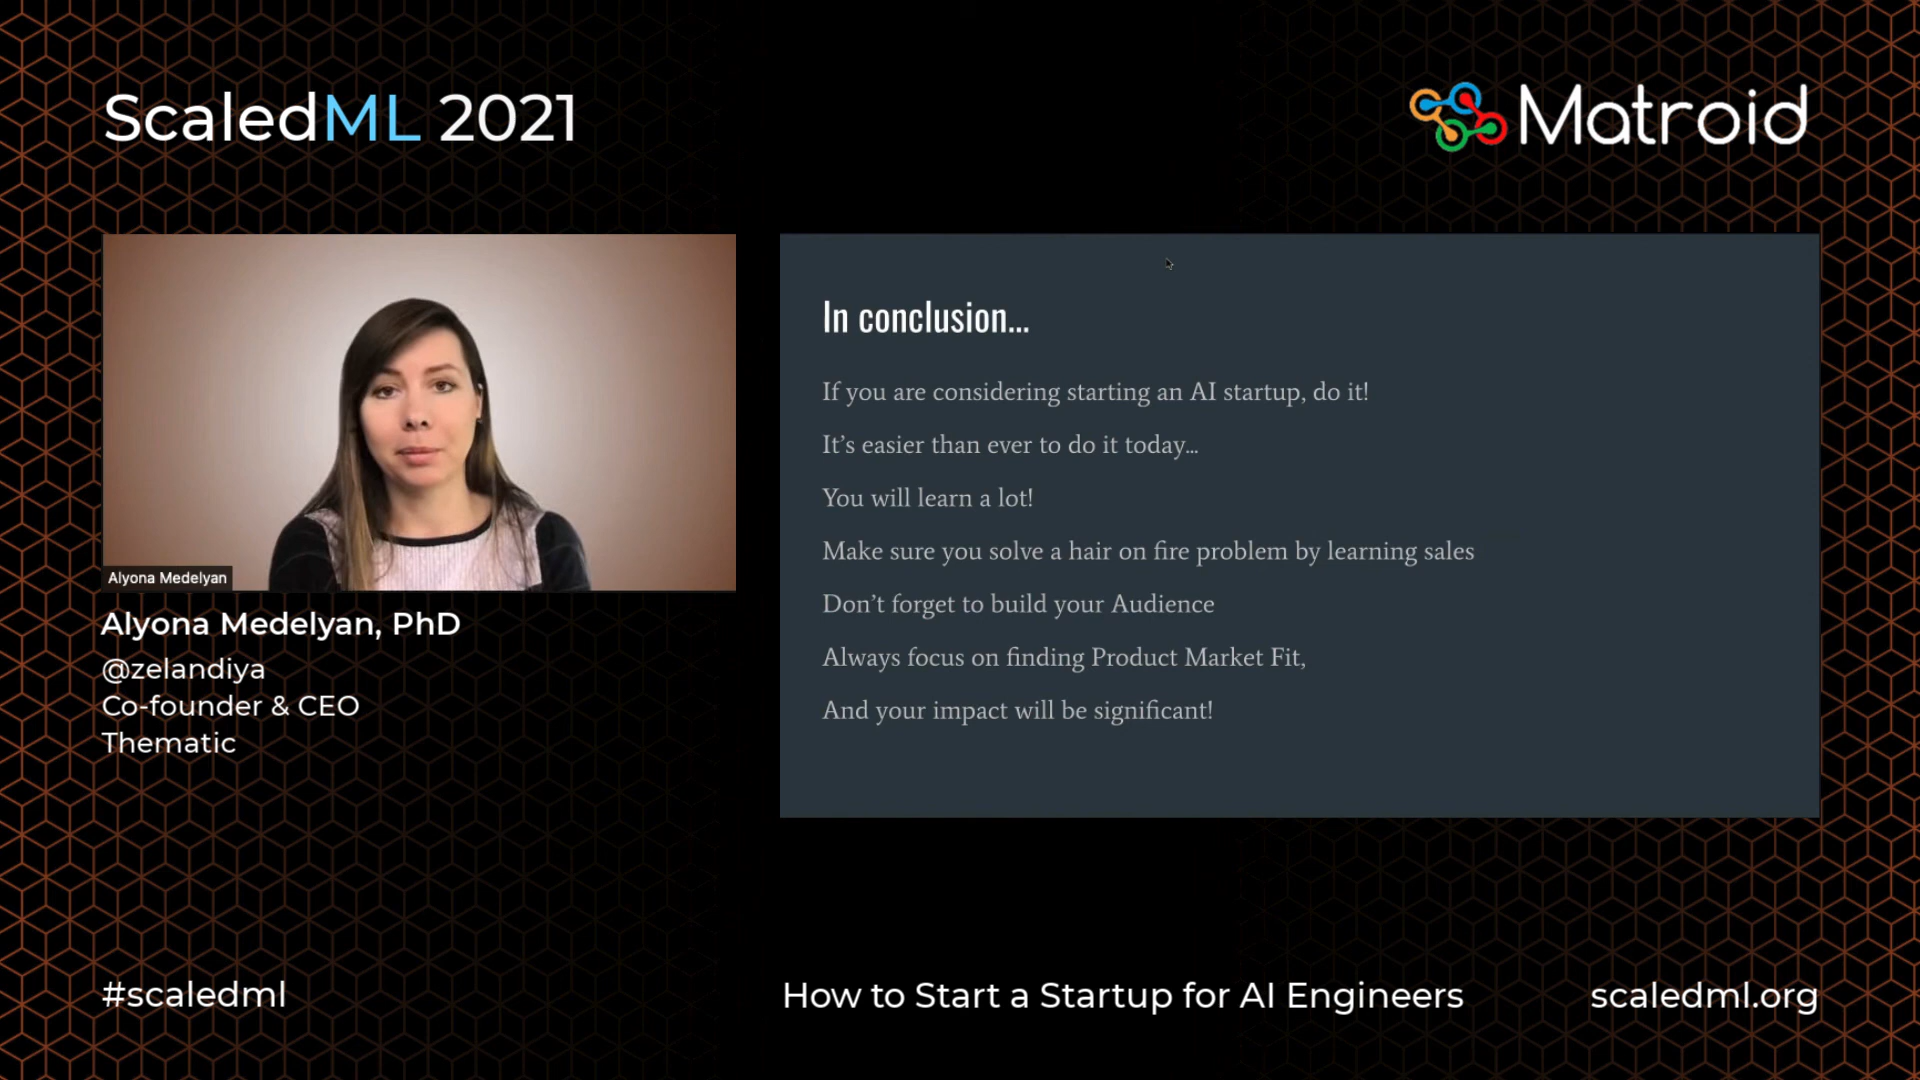 ScaledML 2021
Matroid
Alyona Medelyan
Alyona Medelyan, PhD
@zelandiya
Co-founder & CEO
Thematic
In conclusion...
If you are considering starting an AI startup, do it!
It’s easier than ever to do it today...
You will learn a lot!
Make sure you solve a hair on fire problem by learning sales
Don’t forget to build your Audience
Always focus on finding Product Market Fit,
And your impact will be significant!
#scaledml
How to Start a Startup for AI Engineers
scaledml.org